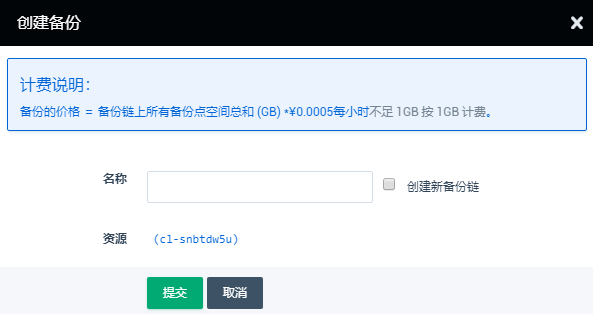 创建备份
计费说明：
备份的价格 = 备份链上所有备份点空间总和 (GB) *¥0.0005每小时不足 1GB 按 1GB 计费。
名称 创建新备份链
资源 (cl-snbtdw5u)
提交 取消